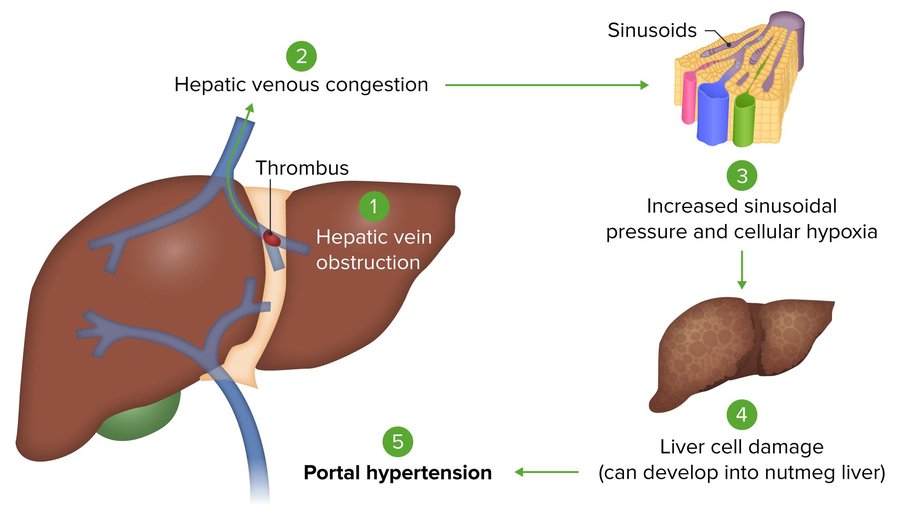 2
Hepatic venous congestion
Sinusoids
Thrombus
1
Hepatic vein
obstruction
3
Increased sinusoidal
pressure and cellular hypoxia
4
Liver cell damage
(can develop into nutmeg liver)
5
Portal hypertension